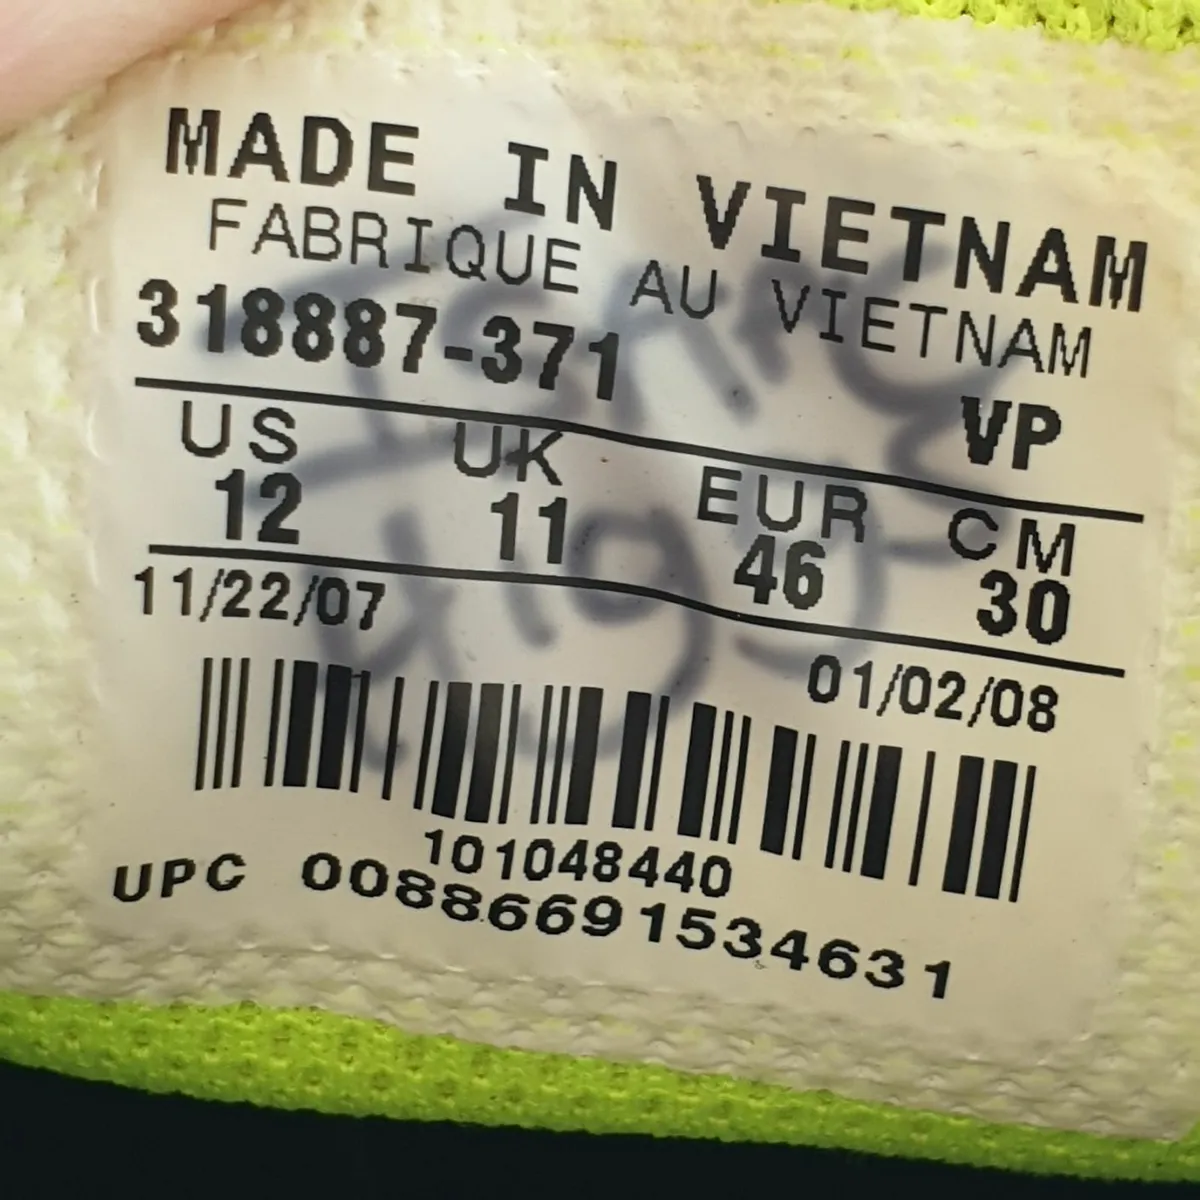 MADE IN VIETNAM
FABRIQUE AU VIETNAM
318887-371
VP
US UK EUR CM
12 11 46 30
11/22/07 01/02/08
101048440
UPC 00886691534631